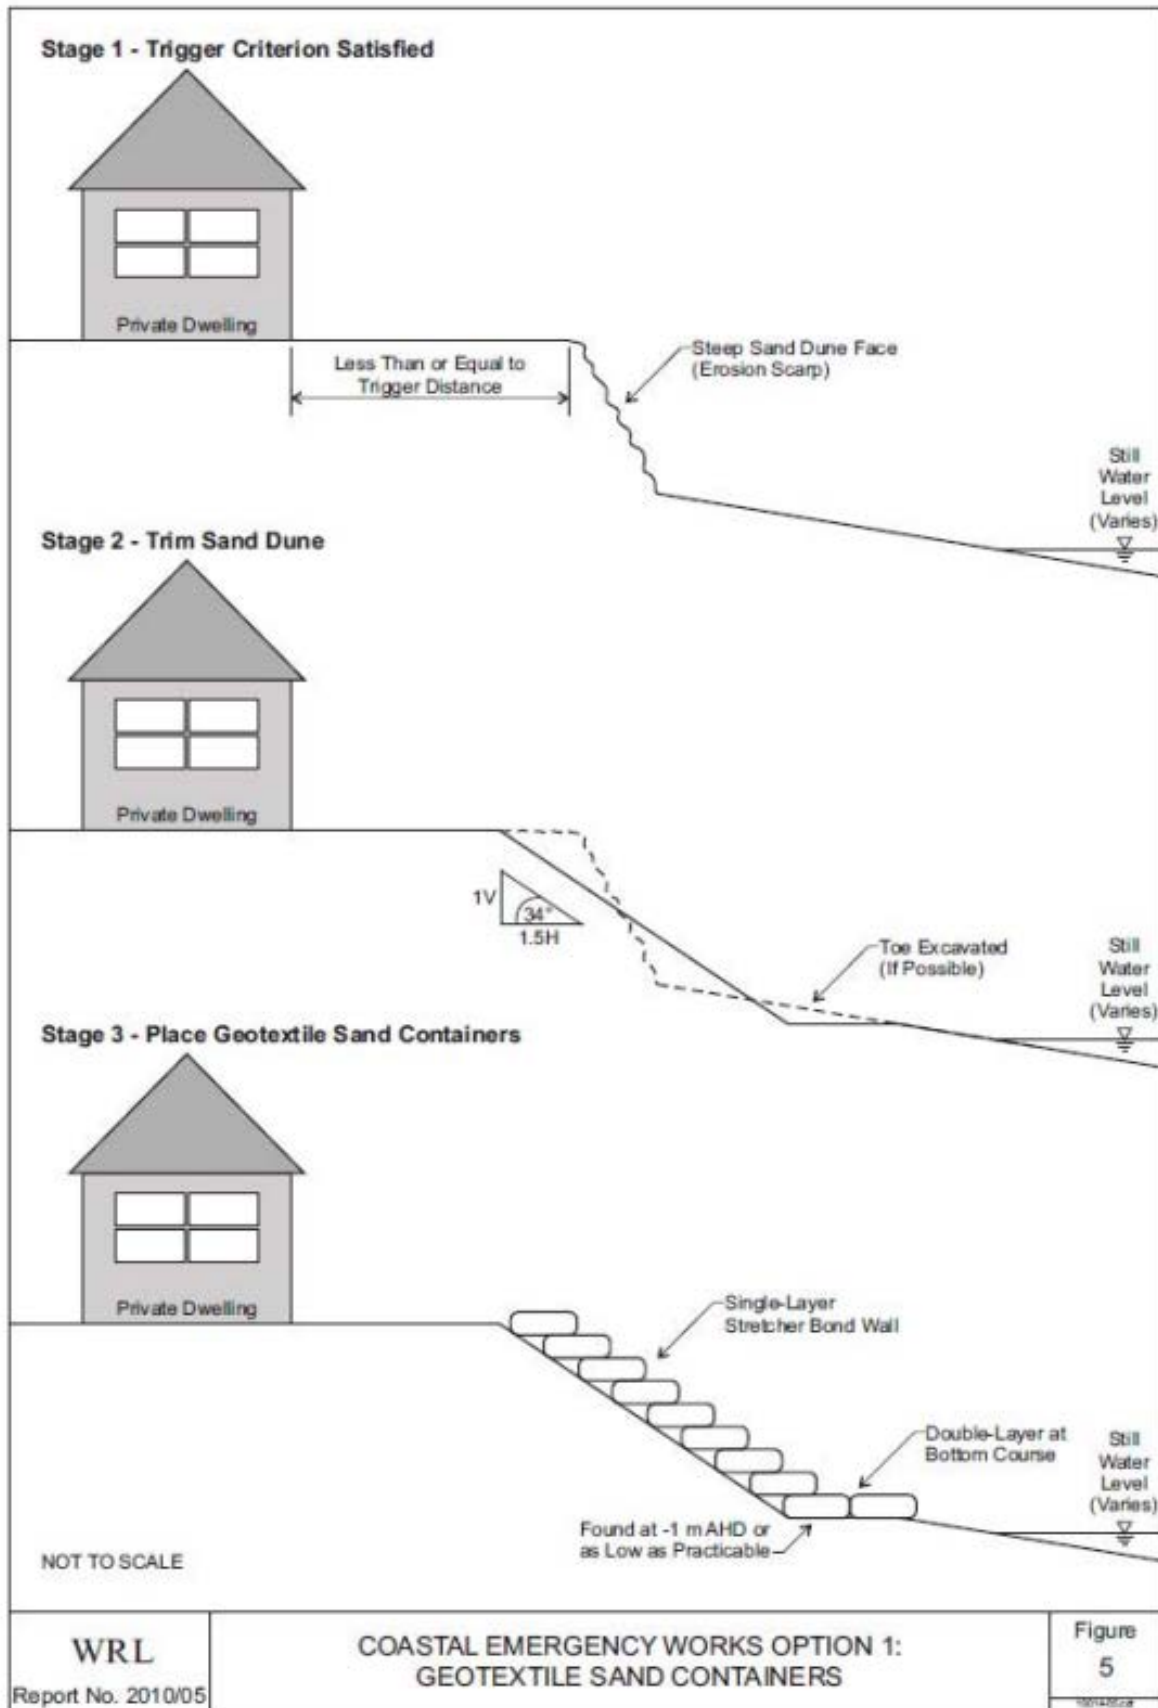 Stage 1 - Trigger Criterion Satisfied
Private Dwelling
Less Than or Equal to
Trigger Distance
Steep Sand Dune Face
(Erosion Scarp)
Still
Water
Level
(Varies)
Stage 2 - Trim Sand Dune
Private Dwelling
1V
34°
1.5H
Toe Excavated
(If Possible)
Still
Water
Level
(Varies)
Stage 3 - Place Geotextile Sand Containers
Private Dwelling
Single-Layer
Stretcher Bond Wall
Double-Layer at
Bottom Course
Still
Water
Level
(Varies)
Found at -1 m AHD or
as Low as Practicable
NOT TO SCALE
WRL
Report No. 2010/05
COASTAL EMERGENCY WORKS OPTION 1:
GEOTEXTILE SAND CONTAINERS
Figure
5